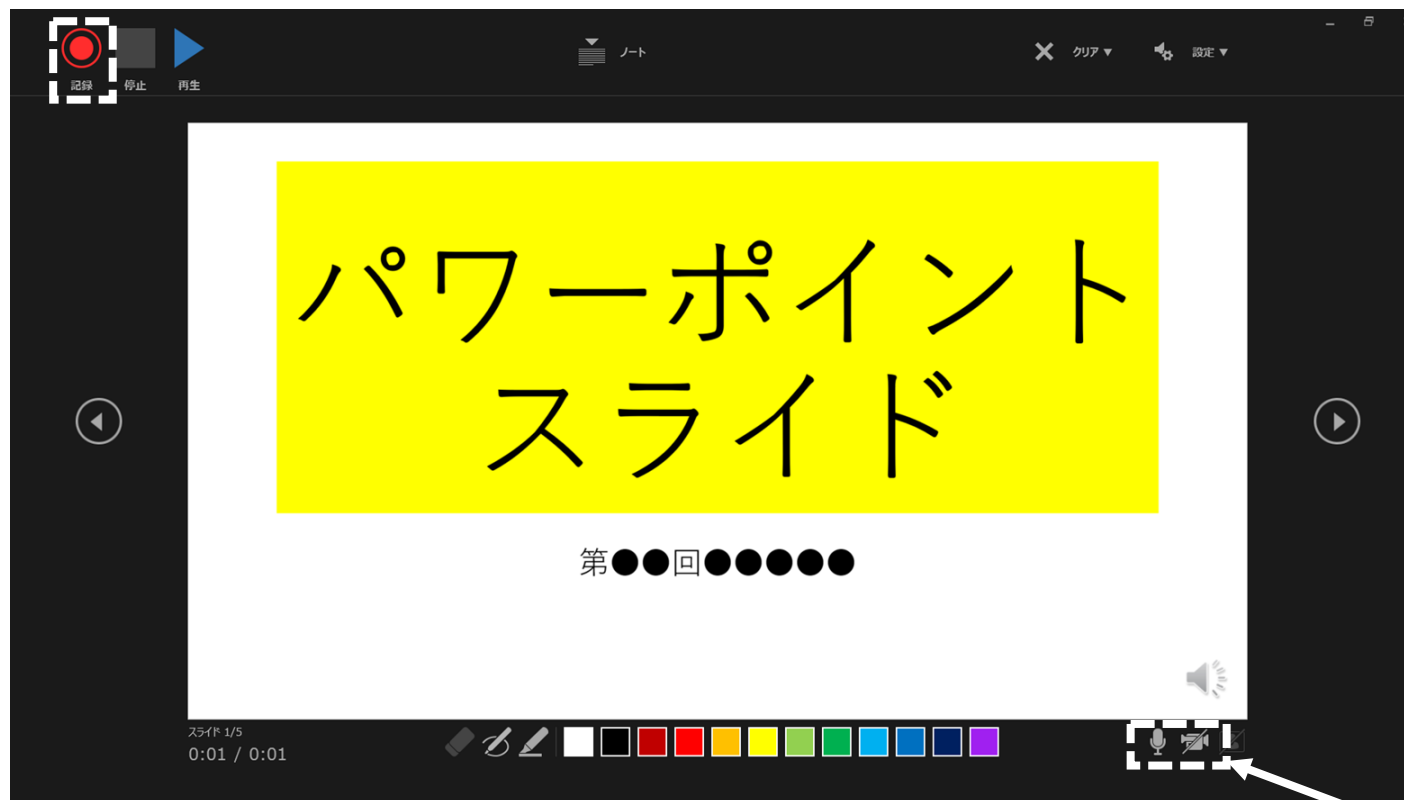 記録 停止 再生
ノート
クリア▼ 設定▼
パワーポイント
スライド
第●●回●●●●●
スライド 1/5
0:01 / 0:01